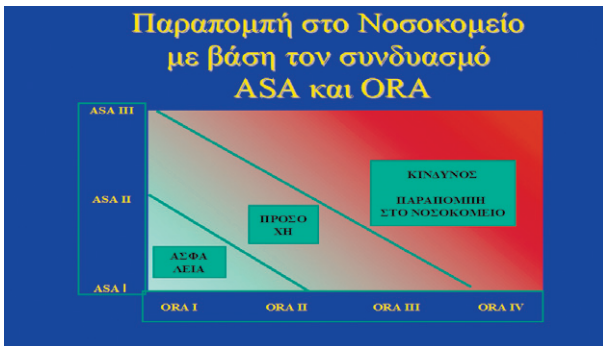 Παραπομπή στο Νοσοκομείο
με βάση τον συνδυασμό
ASA και ORA
ASA III
ΚΙΝΔΥΝΟΣ
ΠΑΡΑΠΟΜΠΗ
ΣΤΟ ΝΟΣΟΚΟΜΕΙΟ
ASA II
ΠΡΟΣΟ
ΧΗ
ΑΣΦΑ
ΛΕΙΑ
ASA I
ORA I
ORA II
ORA III
ORA IV